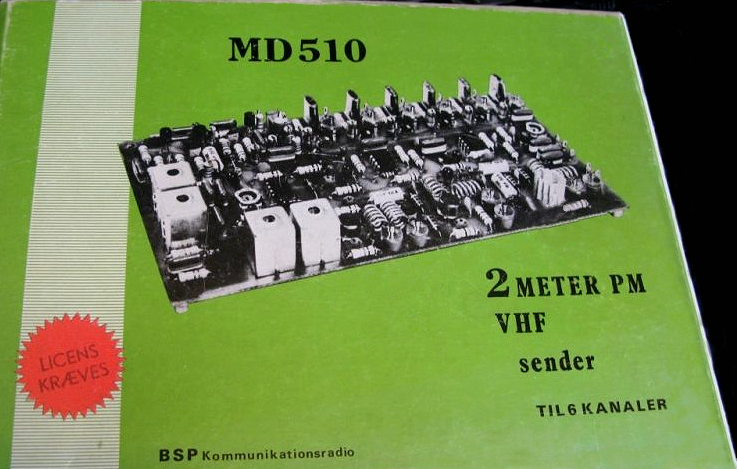 MD510
2 METER PM
VHF
sender
TIL 6 KANALER
LICENS
KRÆVES
BSP Kommunikationsradio